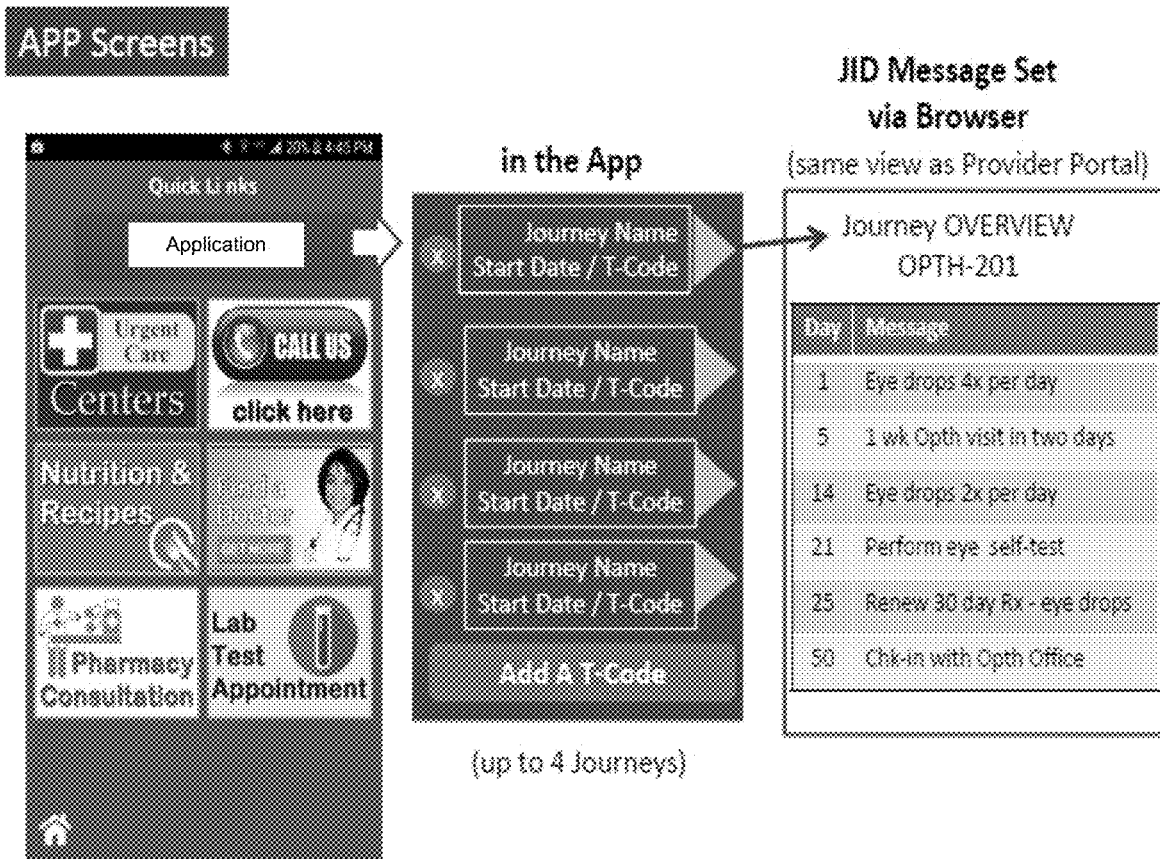 APP Screens
20% 4:45 PM
Quick Links
Application
Urgent
Care
Centers
CALL US
click here
Nutrition &
Recipes
Doctor
Pharmacy
Consultation
Lab
Test
Appointment
in the App
X
Journey Name
Start Date / T-Code
X
Journey Name
Start Date / T-Code
X
Journey Name
Start Date / T-Code
X
Journey Name
Start Date / T-Code
Add A T-Code
(up to 4 Journeys)
JID Message Set
via Browser
(same view as Provider Portal)
Journey OVERVIEW
OPTH-201
Day Message
1 Eye drops 4x per day
5 1 wk Opth visit in two days
14 Eye drops 2x per day
21 Perform eye self-test
25 Renew 30 day Rx - eye drops
50 Chk-in with Opth Office